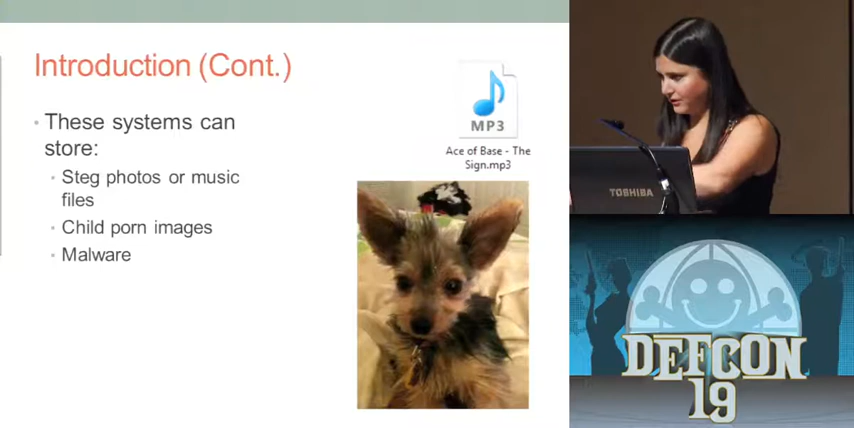 Introduction (Cont.)
• These systems can
store:
• Steg photos or music
files
• Child porn images
• Malware
MP3
Ace of Base - The
Sign.mp3
TOSHIBA
DEFCON
19